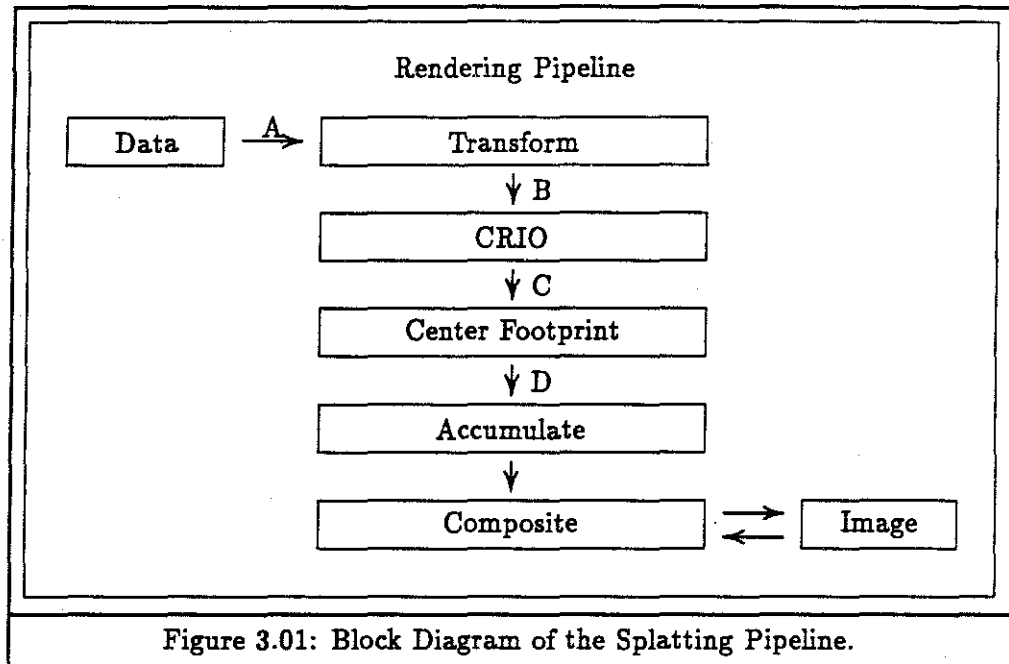 Rendering Pipeline
Data
A
Transform
B
CRIO
C
Center Footprint
D
Accumulate
Composite
Image
Figure 3.01: Block Diagram of the Splatting Pipeline.